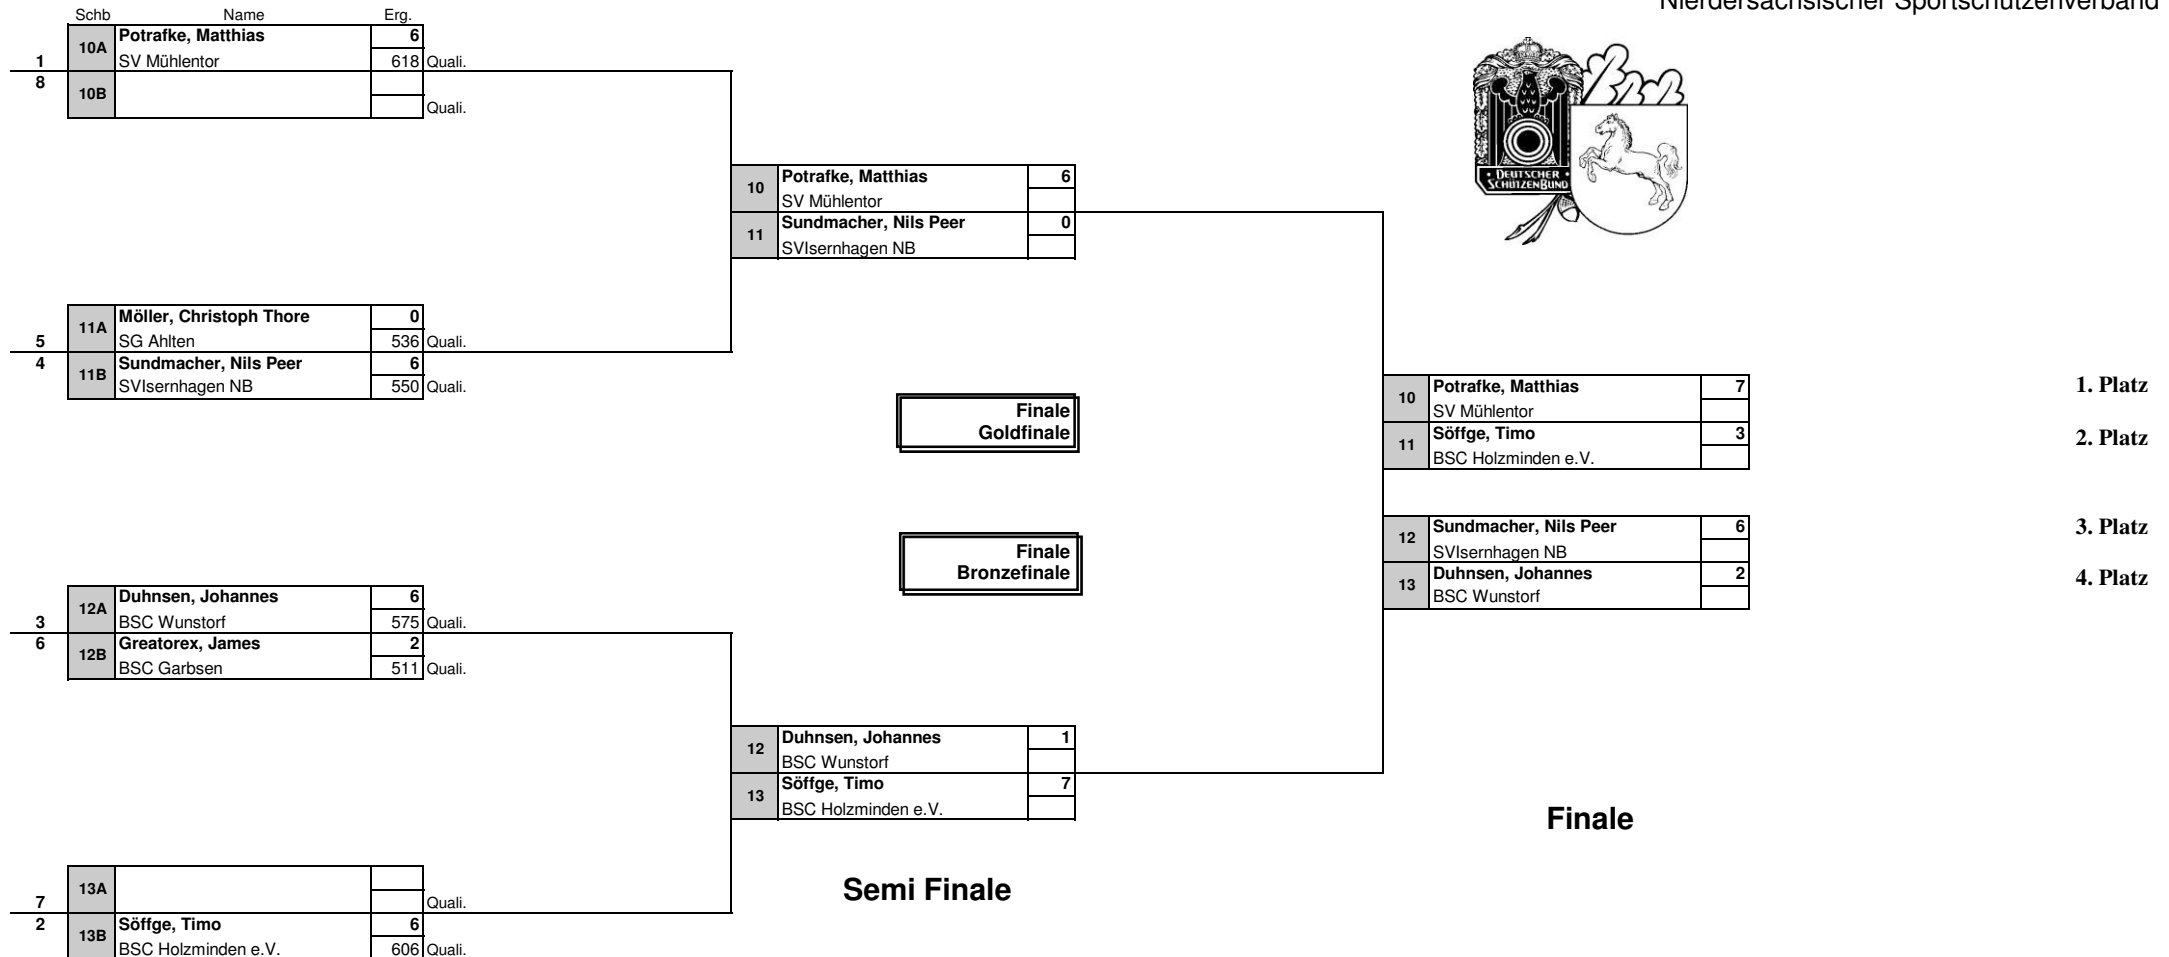 Niedersächsischer Sportschützenverband
Schb Name Erg.
10A Potrafke, Matthias 6
1 SV Mühlentor 618 Quali.
8 10B
Quali.
10 Potrafke, Matthias 6
SV Mühlentor
11 Sundmacher, Nils Peer 0
SVIsernhagen NB
DEUTSCHER
SCHÜTZENBUND
11A Möller, Christoph Thore 0
5 SG Ahlten 536 Quali.
4 11B Sundmacher, Nils Peer 6
SVIsernhagen NB 550 Quali.
Finale
Goldfinale
10 Potrafke, Matthias 7 1. Platz
SV Mühlentor
11 Söffge, Timo 3 2. Platz
BSC Holzminden e.V.
Finale
Bronzefinale
12 Sundmacher, Nils Peer 6 3. Platz
SVIsernhagen NB
13 Duhnsen, Johannes 2 4. Platz
BSC Wunstorf
12A Duhnsen, Johannes 6
3 BSC Wunstorf 575 Quali.
6 12B Greatorex, James 2
BSC Garbsen 511 Quali.
12 Duhnsen, Johannes 1
BSC Wunstorf
13 Söffge, Timo 7
BSC Holzminden e.V.
Finale
Semi Finale
13A
7 Quali.
2 13B Söffge, Timo 6
BSC Holzminden e.V. 606 Quali.